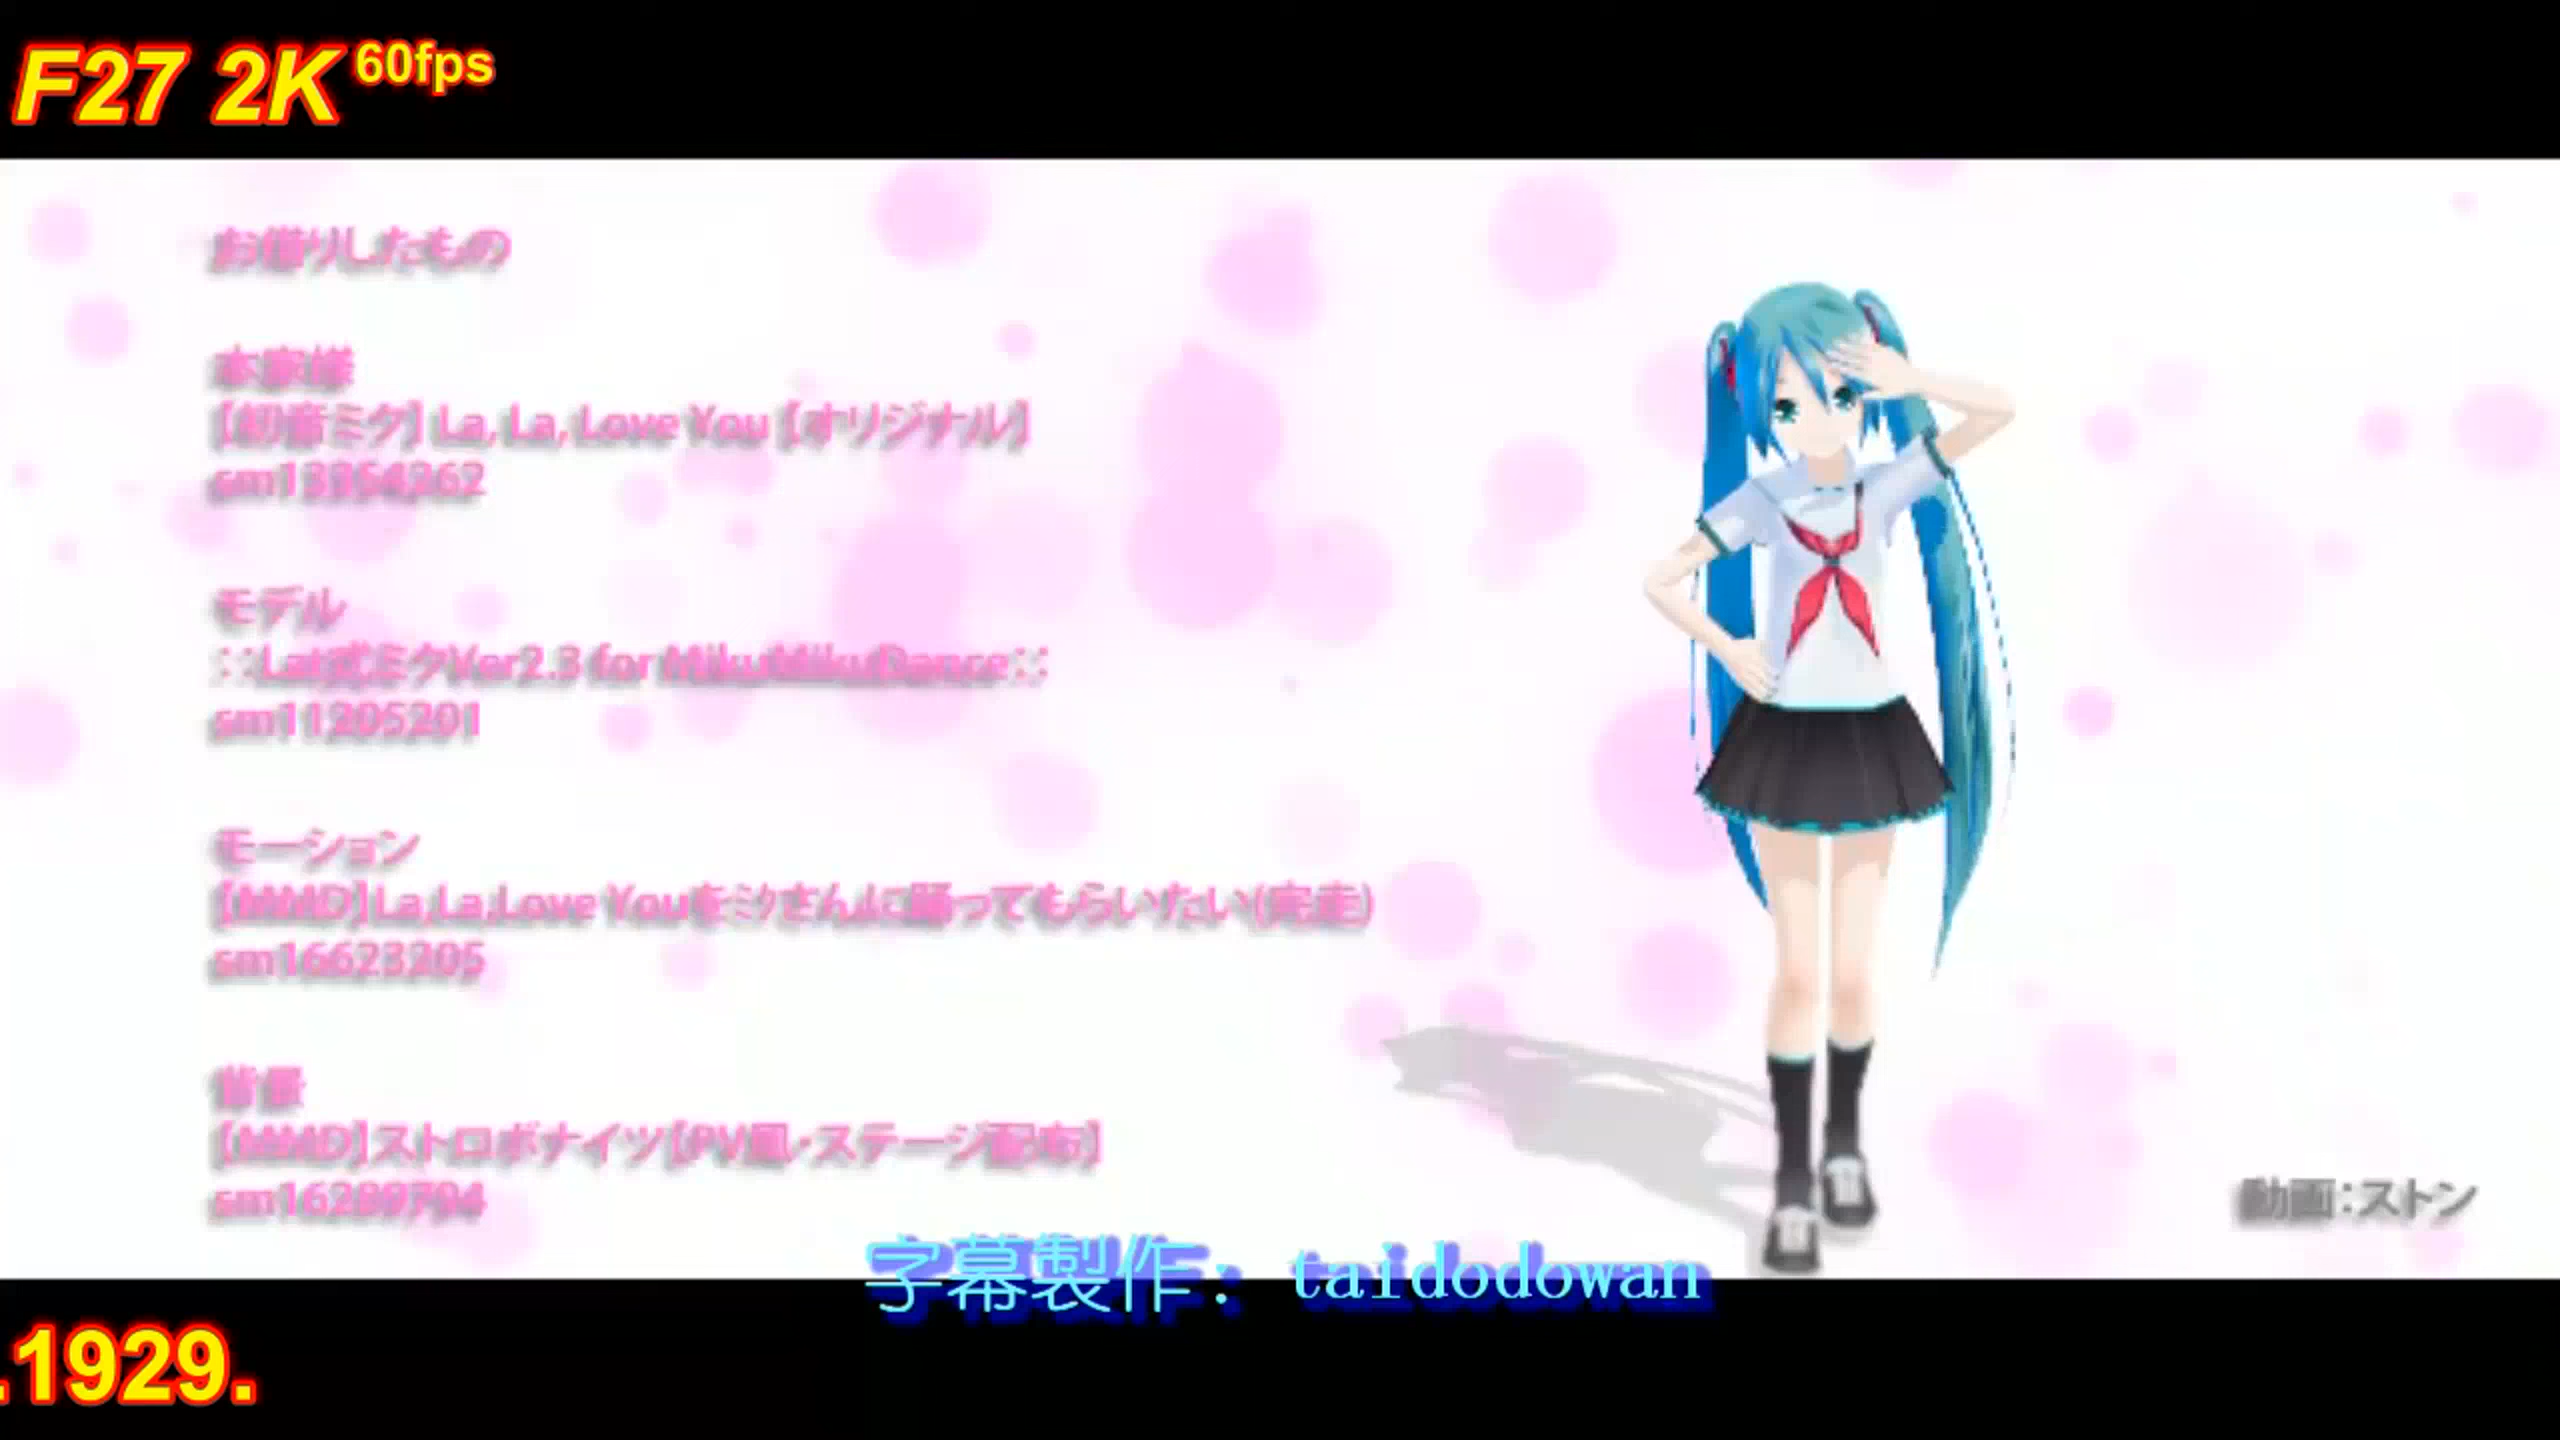 F27 2K 60fps
お借りしたもの
本家様
【初音ミク】La, La, Love You【オリジナル】
sm13354262
モデル
∷Lat式ミクVer2.3 for MikuMikuDance∷
sm11205201
モーション
【MMD】La,La,Love Youをミクさんに踊ってもらいたい(完走)
sm16623205
背景
【MMD】ストロボナイツ【PV風・ステージ配布】
sm16289794
動画：ストン
字幕製作：taidodowan
.1929.